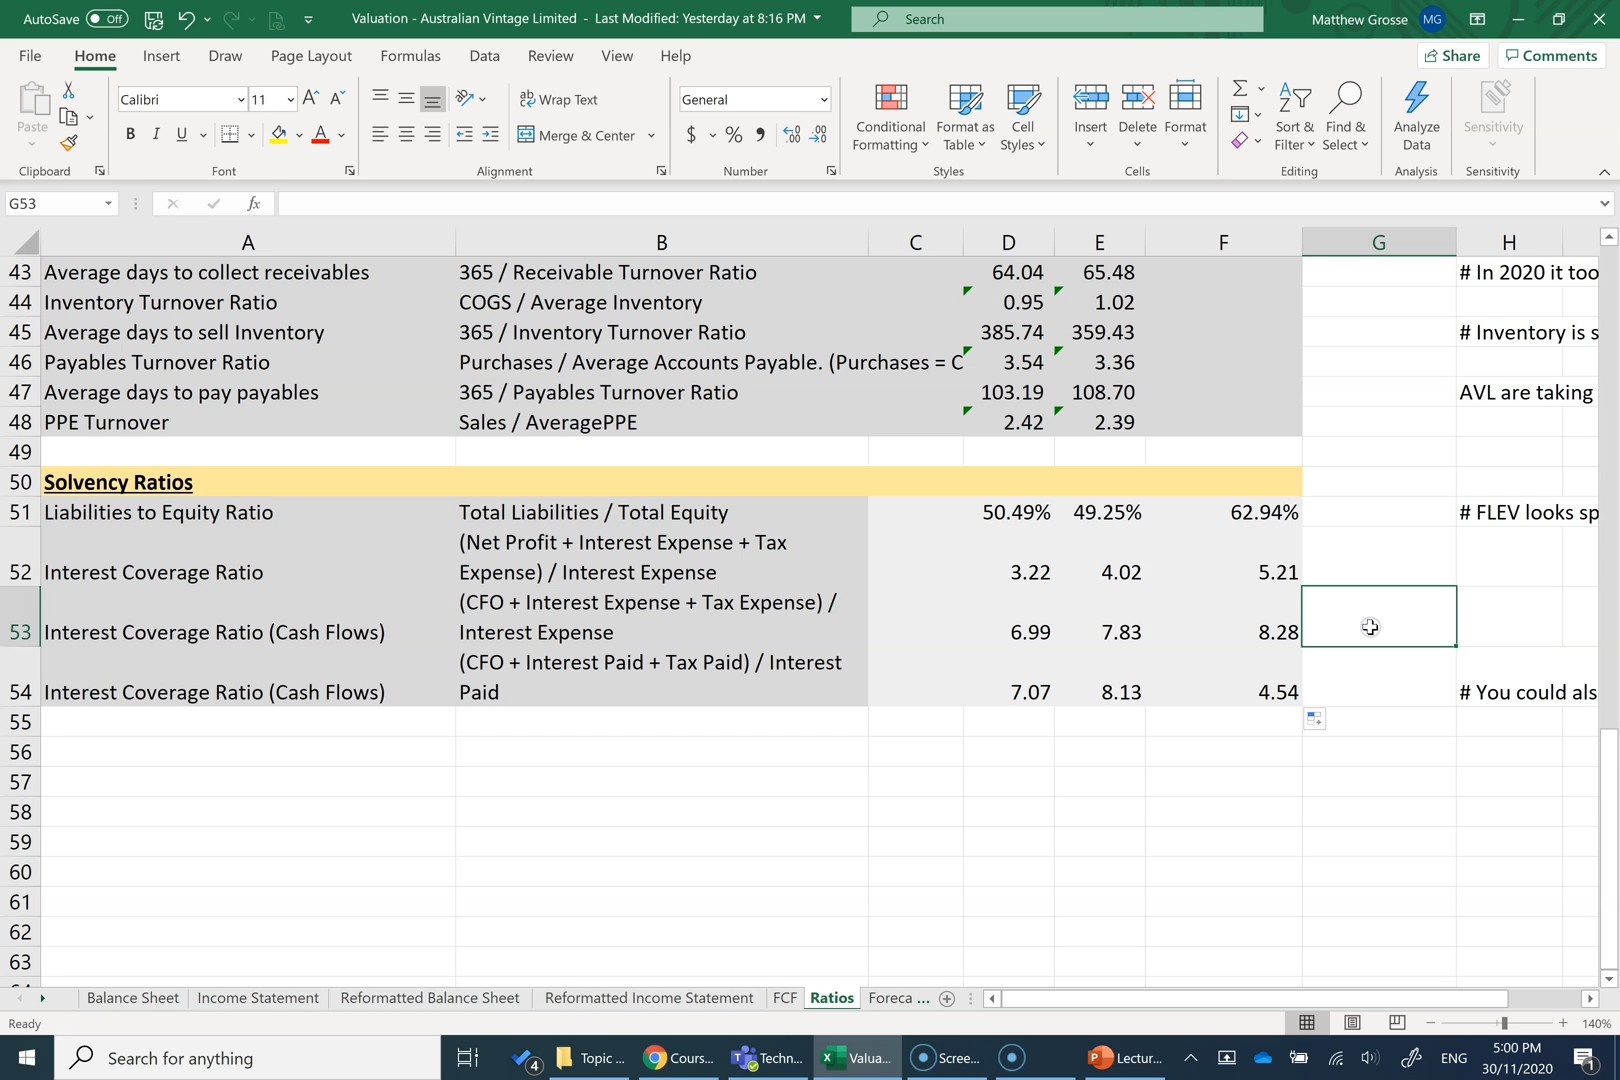 AutoSave Off Valuation - Australian Vintage Limited - Last Modified: Yesterday at 8:16 PM Search Matthew Grosse MG
File Home Insert Draw Page Layout Formulas Data Review View Help Share Comments
Paste Calibri 11 Wrap Text General Conditional Formatting Format as Table Cell Styles Insert Delete Format Sort & Filter Find & Select Analyze Data Sensitivity
B I U A Merge & Center $ % 
Clipboard Font Alignment Number Styles Cells Editing Analysis Sensitivity
G53 fx
A B C D E F G H
43 Average days to collect receivables 365 / Receivable Turnover Ratio 64.04 65.48 # In 2020 it too
44 Inventory Turnover Ratio COGS / Average Inventory 0.95 1.02
45 Average days to sell Inventory 365 / Inventory Turnover Ratio 385.74 359.43 # Inventory is s
46 Payables Turnover Ratio Purchases / Average Accounts Payable. (Purchases = C 3.54 3.36
47 Average days to pay payables 365 / Payables Turnover Ratio 103.19 108.70 AVL are taking
48 PPE Turnover Sales / AveragePPE 2.42 2.39
49
50 Solvency Ratios
51 Liabilities to Equity Ratio Total Liabilities / Total Equity 50.49% 49.25% 62.94% # FLEV looks sp
(Net Profit + Interest Expense + Tax
52 Interest Coverage Ratio Expense) / Interest Expense 3.22 4.02 5.21
(CFO + Interest Expense + Tax Expense) /
53 Interest Coverage Ratio (Cash Flows) Interest Expense 6.99 7.83 8.28
(CFO + Interest Paid + Tax Paid) / Interest
54 Interest Coverage Ratio (Cash Flows) Paid 7.07 8.13 4.54 # You could als
55
56
57
58
59
60
61
62
63
Balance Sheet Income Statement Reformatted Balance Sheet Reformatted Income Statement FCF Ratios Foreca ...
Ready 140%
Search for anything 4 Topic ... Cours... Techn... Valua... Scree... Lectur... ENG 5:00 PM 1
30/11/2020